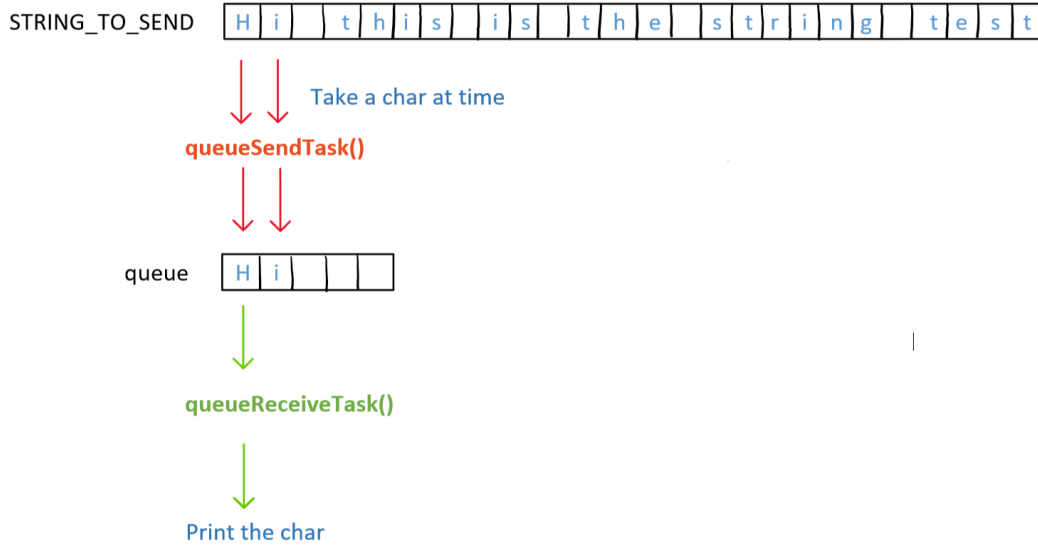 STRING_TO_SEND H i t h i s i s t h e s t r i n g t e s t
Take a char at time
queueSendTask()
queue H i
queueReceiveTask()
Print the char